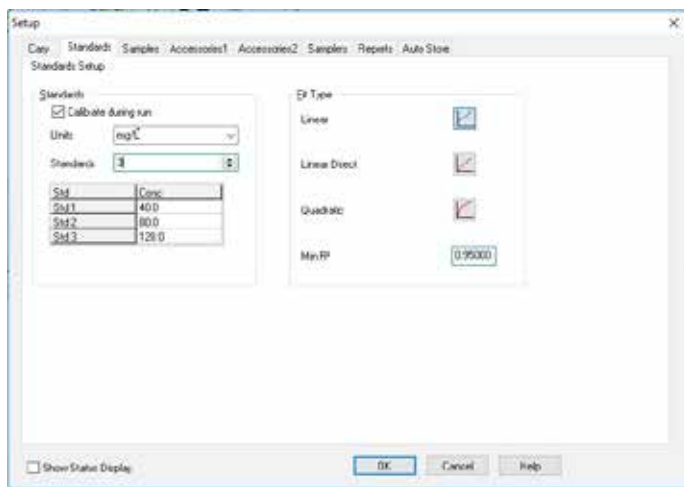 Setup
Cary Standards Samples Accessories1 Accessories2 Samplers Reports Auto Store
Standards Setup
Standards
Calibrate during run
Units mg/L
Standards 3
Std Conc
Std 1 40.0
Std 2 80.0
Std 3 120.0
Fit Type
Linear
Linear Direct
Quadratic
Min R² 0.95000
Show Status Display
OK Cancel Help